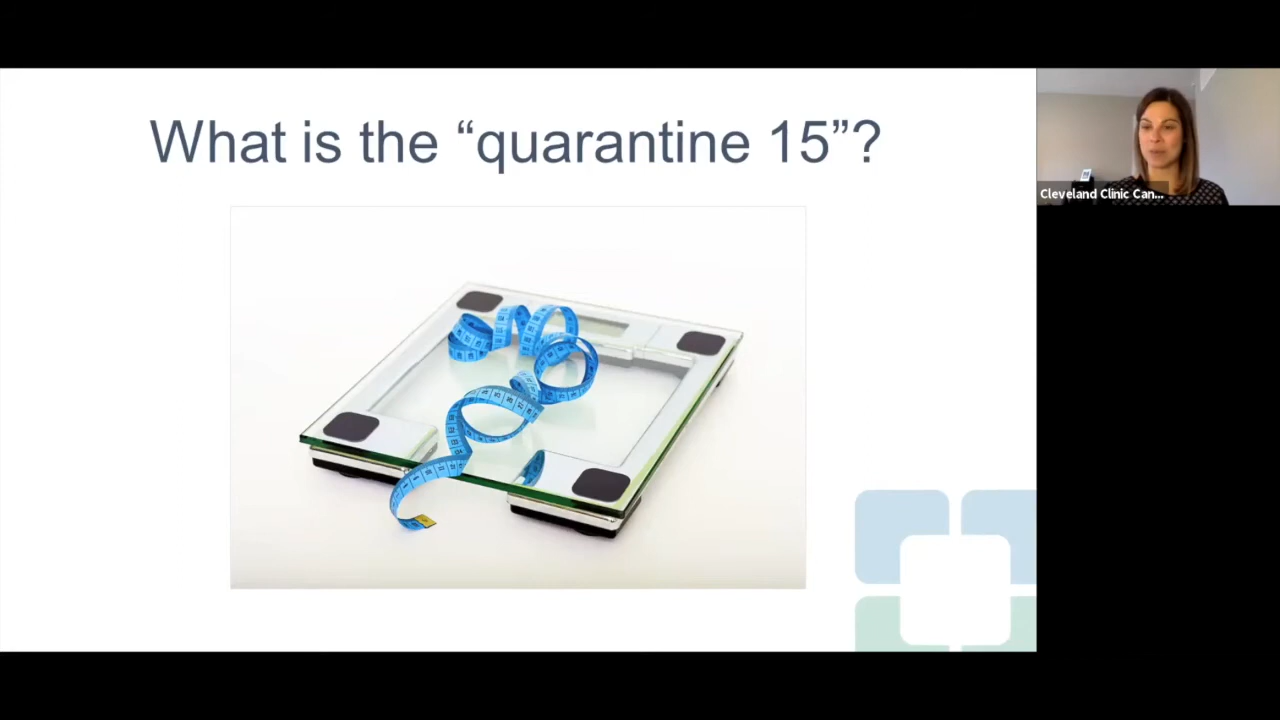 What is the “quarantine 15”?
Cleveland Clinic Can...